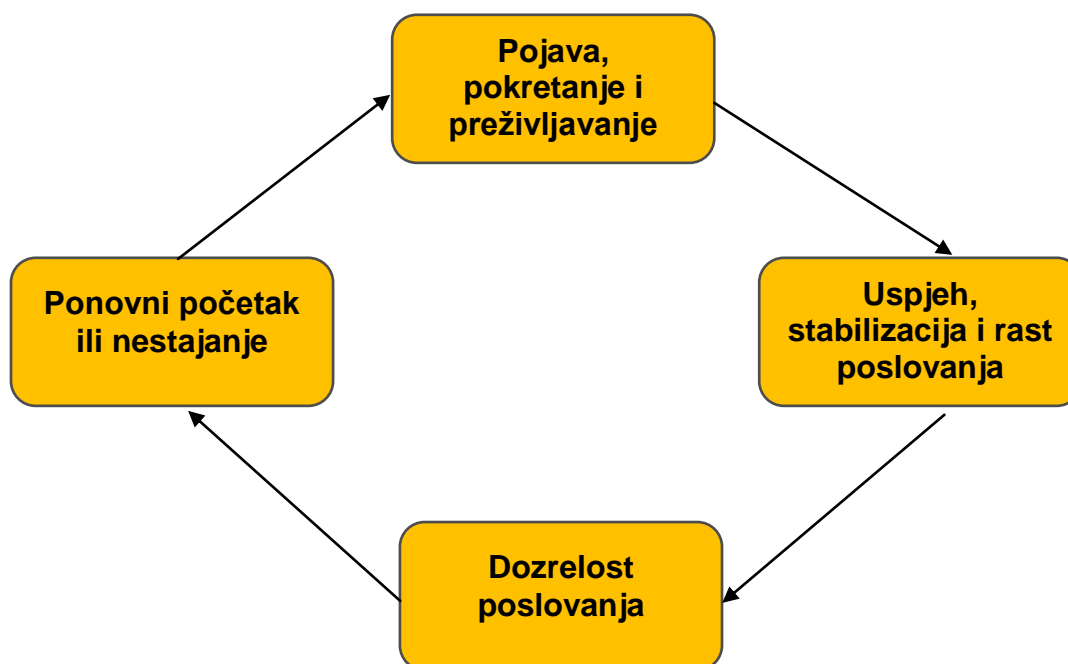 Pojava,
pokretanje i
preživljavanje
Uspjeh,
stabilizacija i rast
poslovanja
Dozrelost
poslovanja
Ponovni početak
ili nestajanje